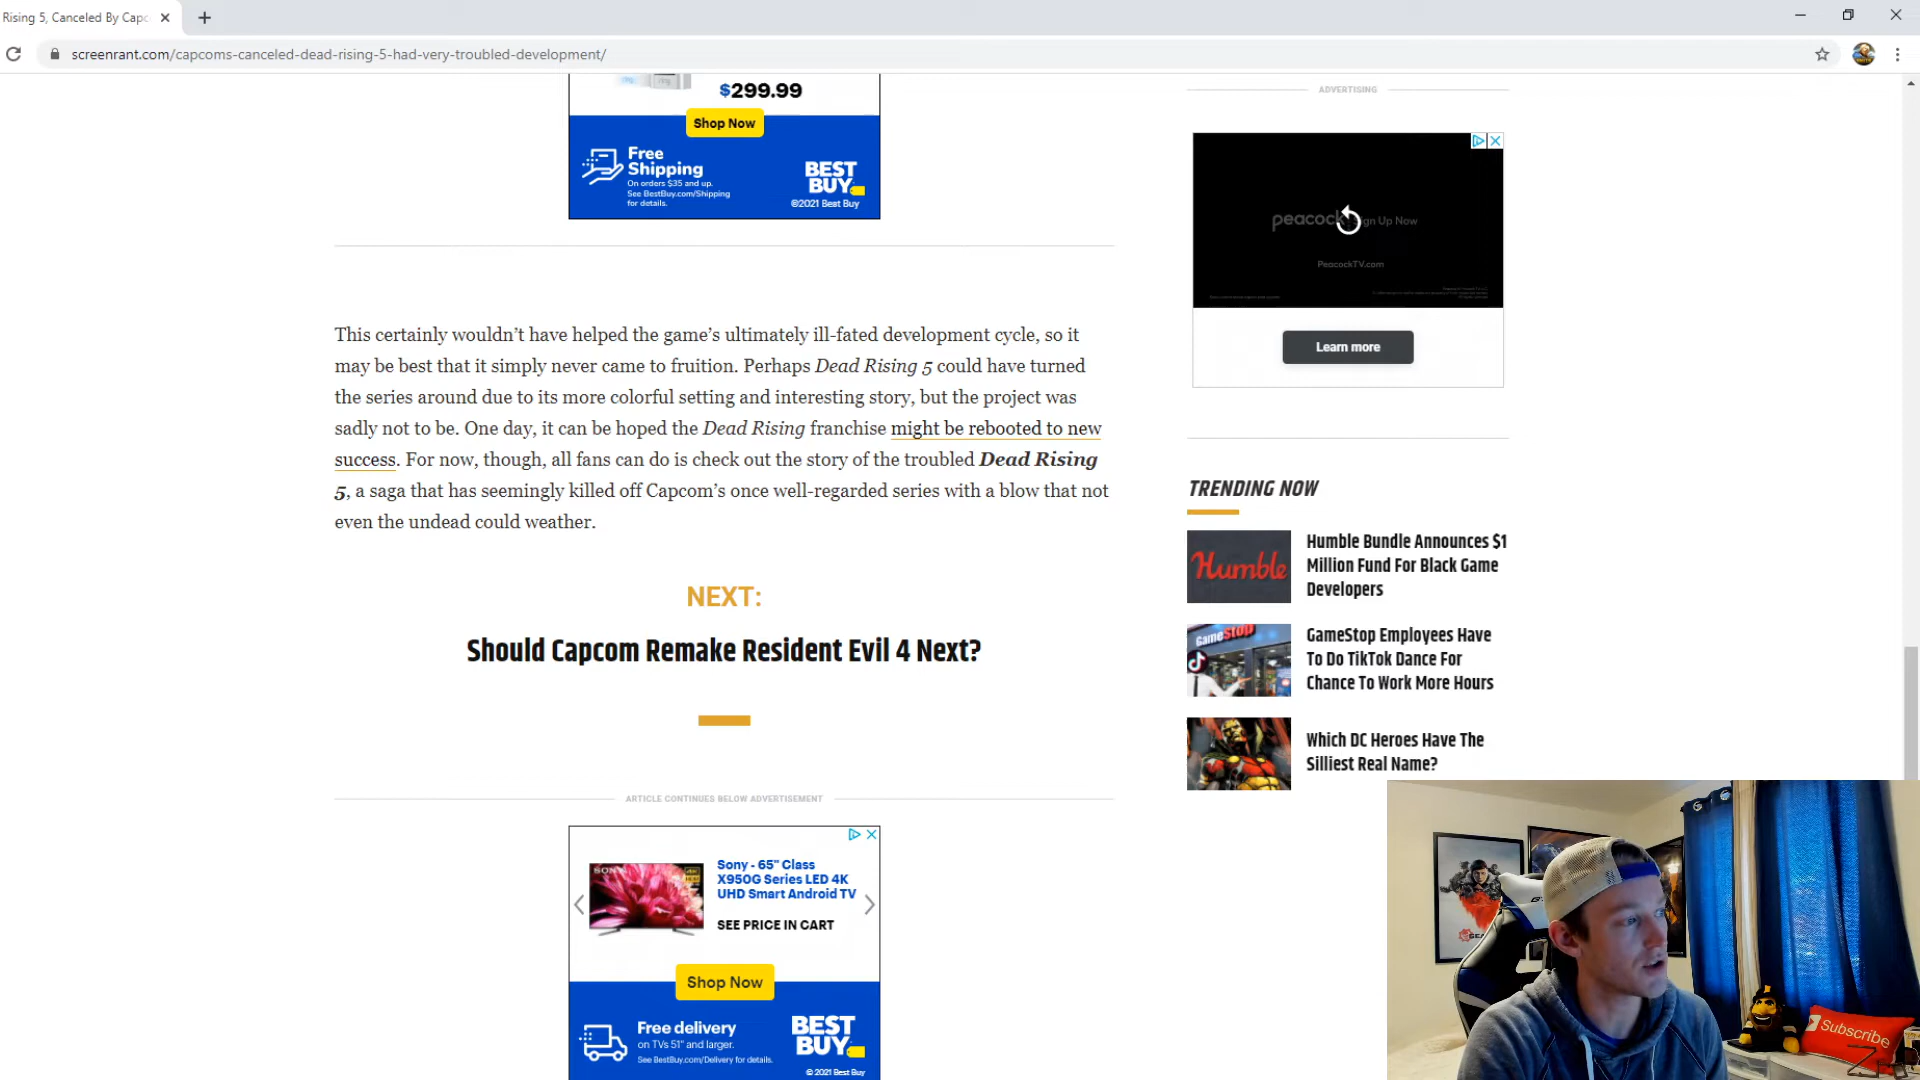 Rising 5, Canceled By Capc
screenrant.com/capcoms-canceled-dead-rising-5-had-very-troubled-development/
$299.99
Shop Now
Free
Shipping
On orders $35 and up.
See BestBuy.com/Shipping
for details.
BEST
BUY
©2021 Best Buy
This certainly wouldn't have helped the game's ultimately ill-fated development cycle, so it
may be best that it simply never came to fruition. Perhaps Dead Rising 5 could have turned
the series around due to its more colorful setting and interesting story, but the project was
sadly not to be. One day, it can be hoped the Dead Rising franchise might be rebooted to new
success. For now, though, all fans can do is check out the story of the troubled Dead Rising
5, a saga that has seemingly killed off Capcom's once well-regarded series with a blow that not
even the undead could weather.
NEXT:
Should Capcom Remake Resident Evil 4 Next?
ARTICLE CONTINUES BELOW ADVERTISEMENT
SONY
Sony - 65" Class
X950G Series LED 4K
UHD Smart Android TV
SEE PRICE IN CART
Shop Now
Free delivery
on TVs 51" and larger.
See BestBuy.com/Delivery for details.
BEST
BUY
© 2021 Best Buy
ADVERTISING
peacock Sign Up Now
PeacockTV.com
Learn more
TRENDING NOW
Humble
Humble Bundle Announces $1
Million Fund For Black Game
Developers
GameStop
GameStop Employees Have
To Do TikTok Dance For
Chance To Work More Hours
Which DC Heroes Have The
Silliest Real Name?
Subscribe